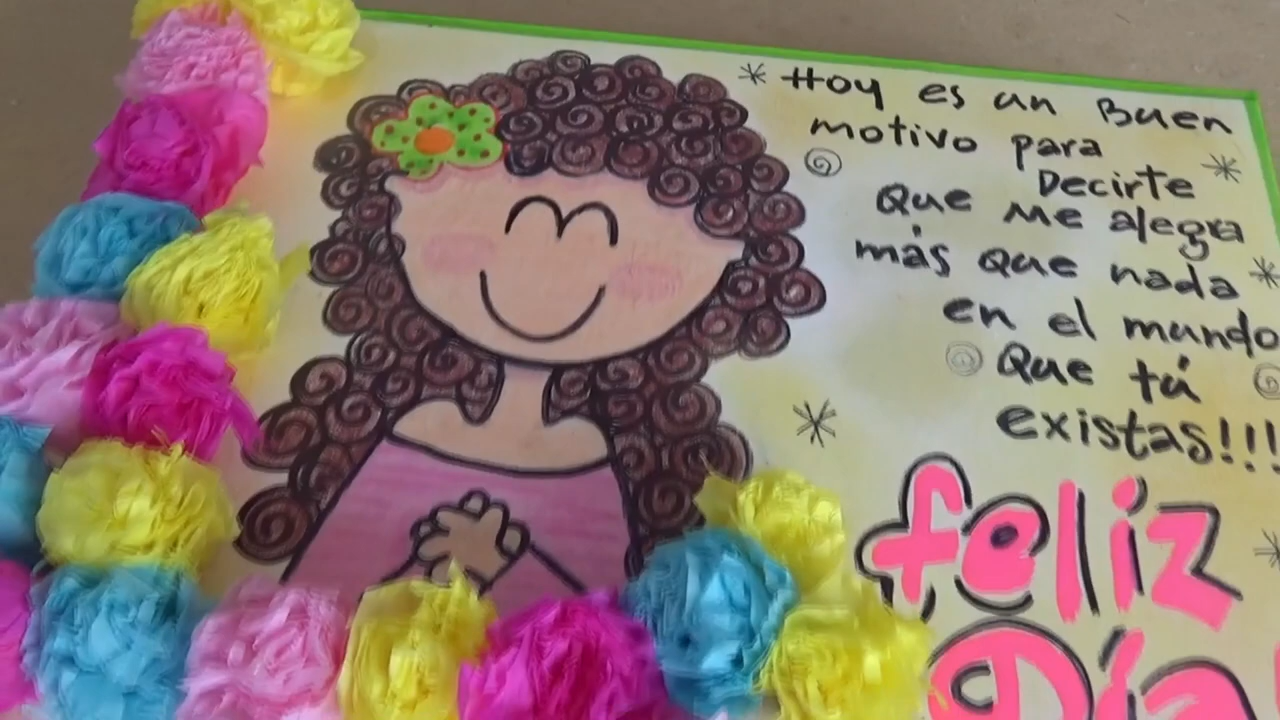 Hoy es un Buen
motivo para
Decirte
Que Me alegra
más que nada
en el mundo
Que tú
existas!!!
feliz
Día!